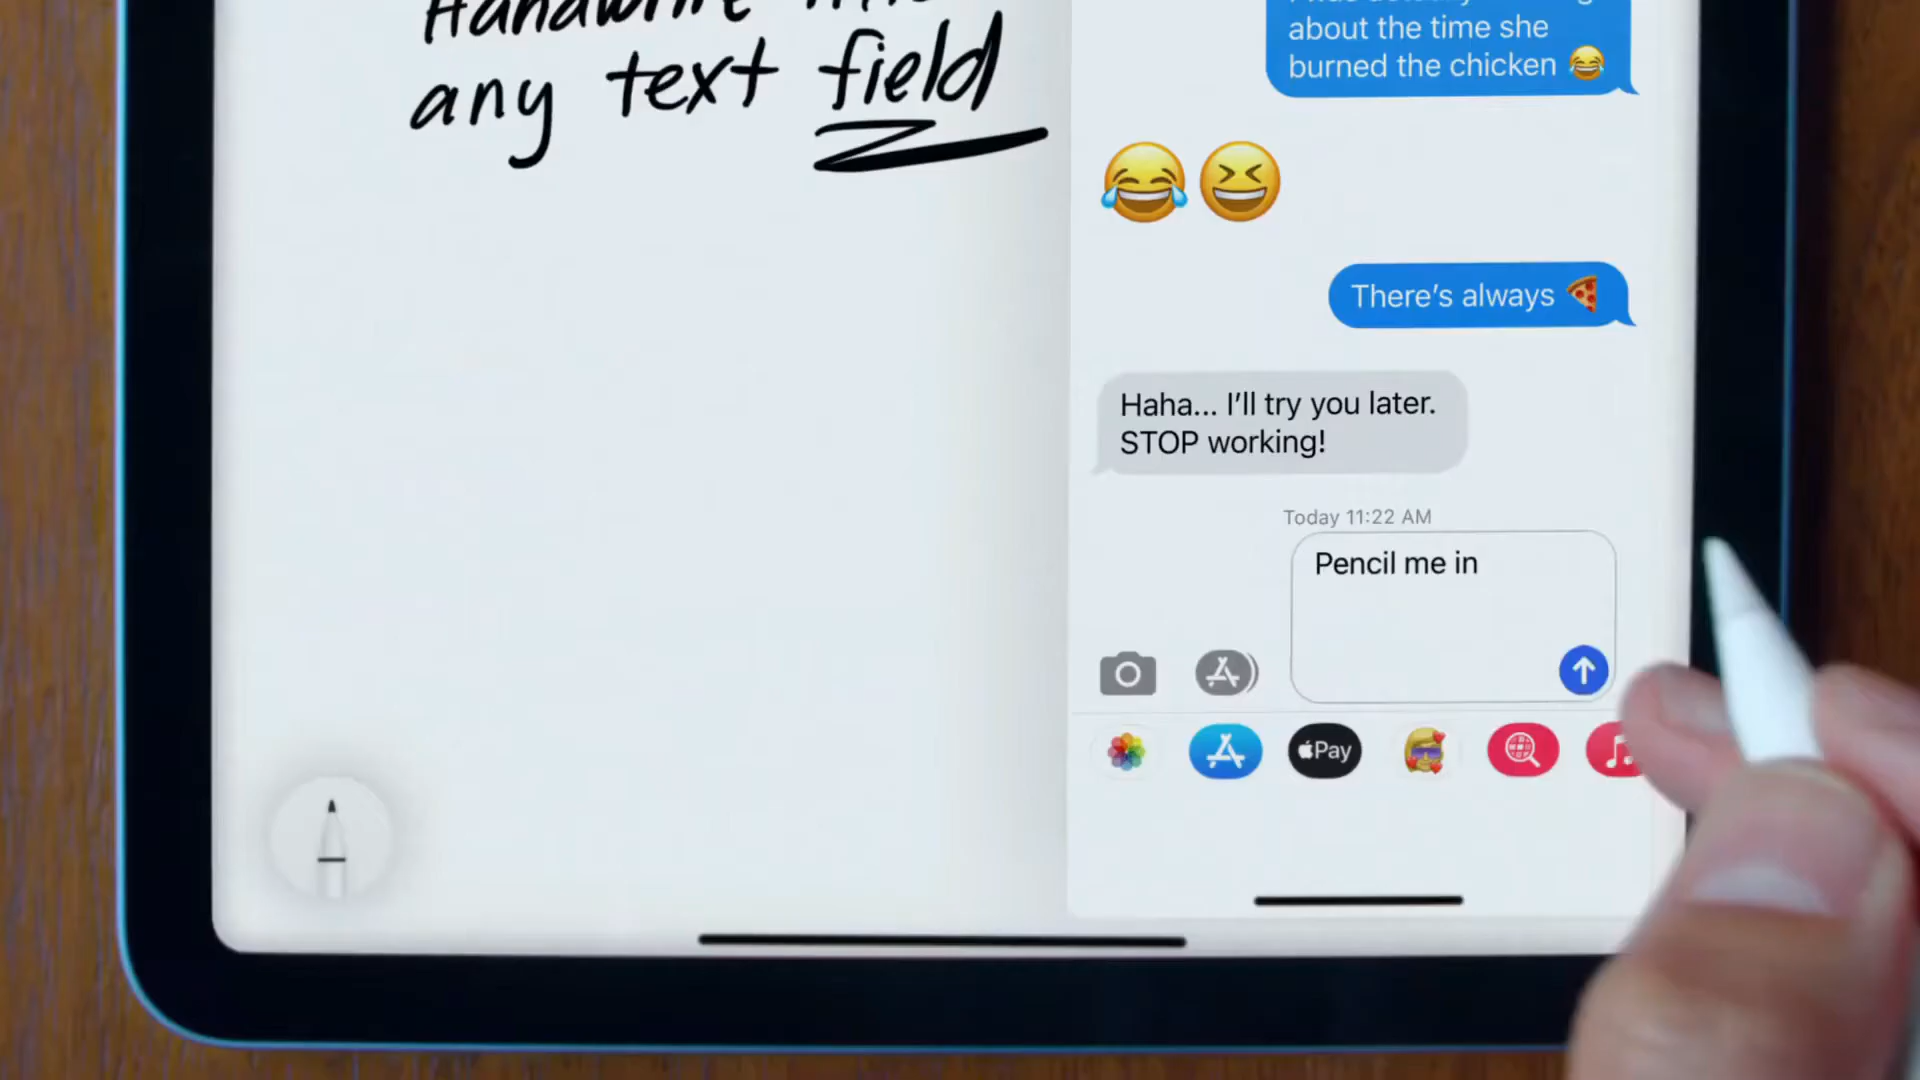 any text field
about the time she
burned the chicken 😂
😂😆
There's always 🍕
Haha... I'll try you later.
STOP working!
Today 11:22 AM
Pencil me in
Pay